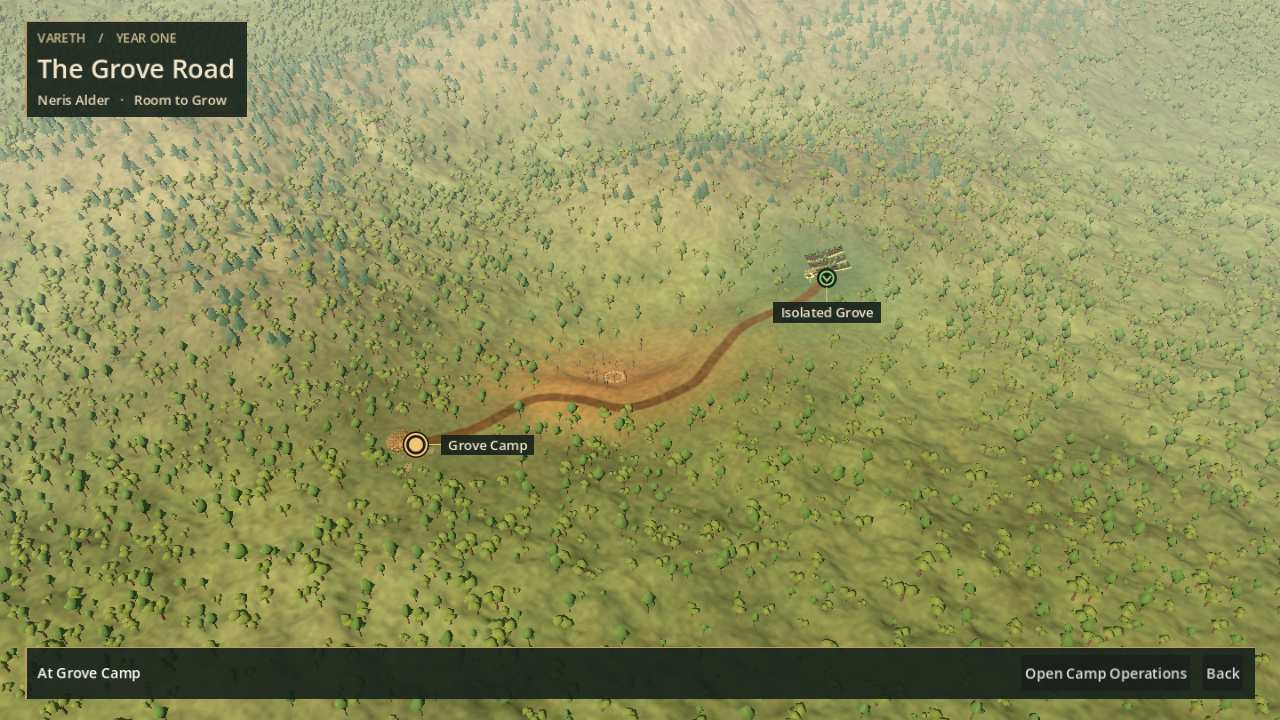 VARETH / YEAR ONE
The Grove Road
Neris Alder · Room to Grow
Isolated Grove
Grove Camp
At Grove Camp
Open Camp Operations
Back